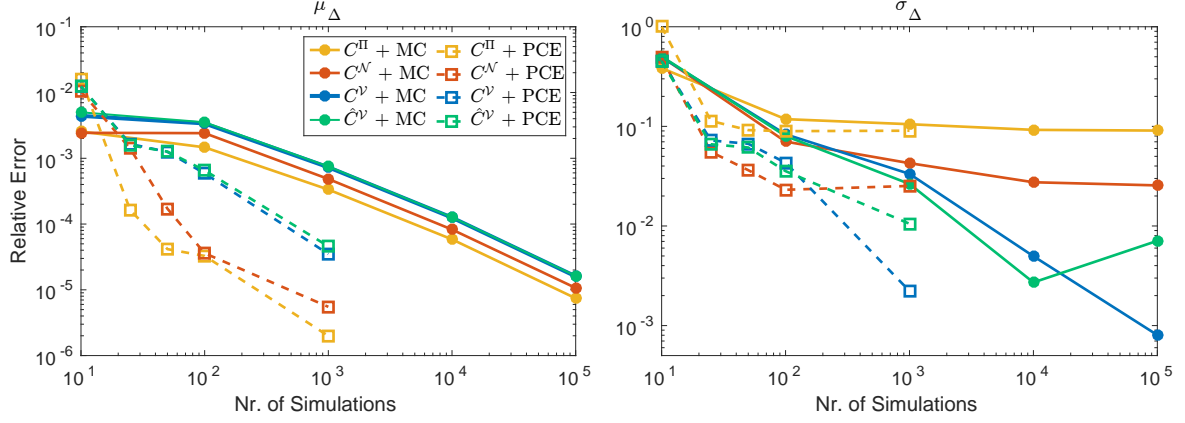 μ_Δ
10^-1
10^-2
10^-3
10^-4
10^-5
10^-6
Relative Error
C^Π + MC C^Π + PCE
C^𝒩 + MC C^𝒩 + PCE
C^𝒱 + MC C^𝒱 + PCE
Ĉ^𝒱 + MC Ĉ^𝒱 + PCE
10^1 10^2 10^3 10^4 10^5
Nr. of Simulations
σ_Δ
10^0
10^-1
10^-2
10^-3
10^1 10^2 10^3 10^4 10^5
Nr. of Simulations